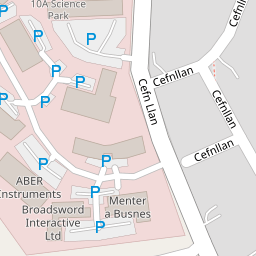 10A Science
Park
P
P
P
P
P
Cefn Llan
Cefnllan
Cefnllan
Cefnllan
P
P
ABER
Instruments
P
P
Menter
a Busnes
Broadsword
Interactive
Ltd
P